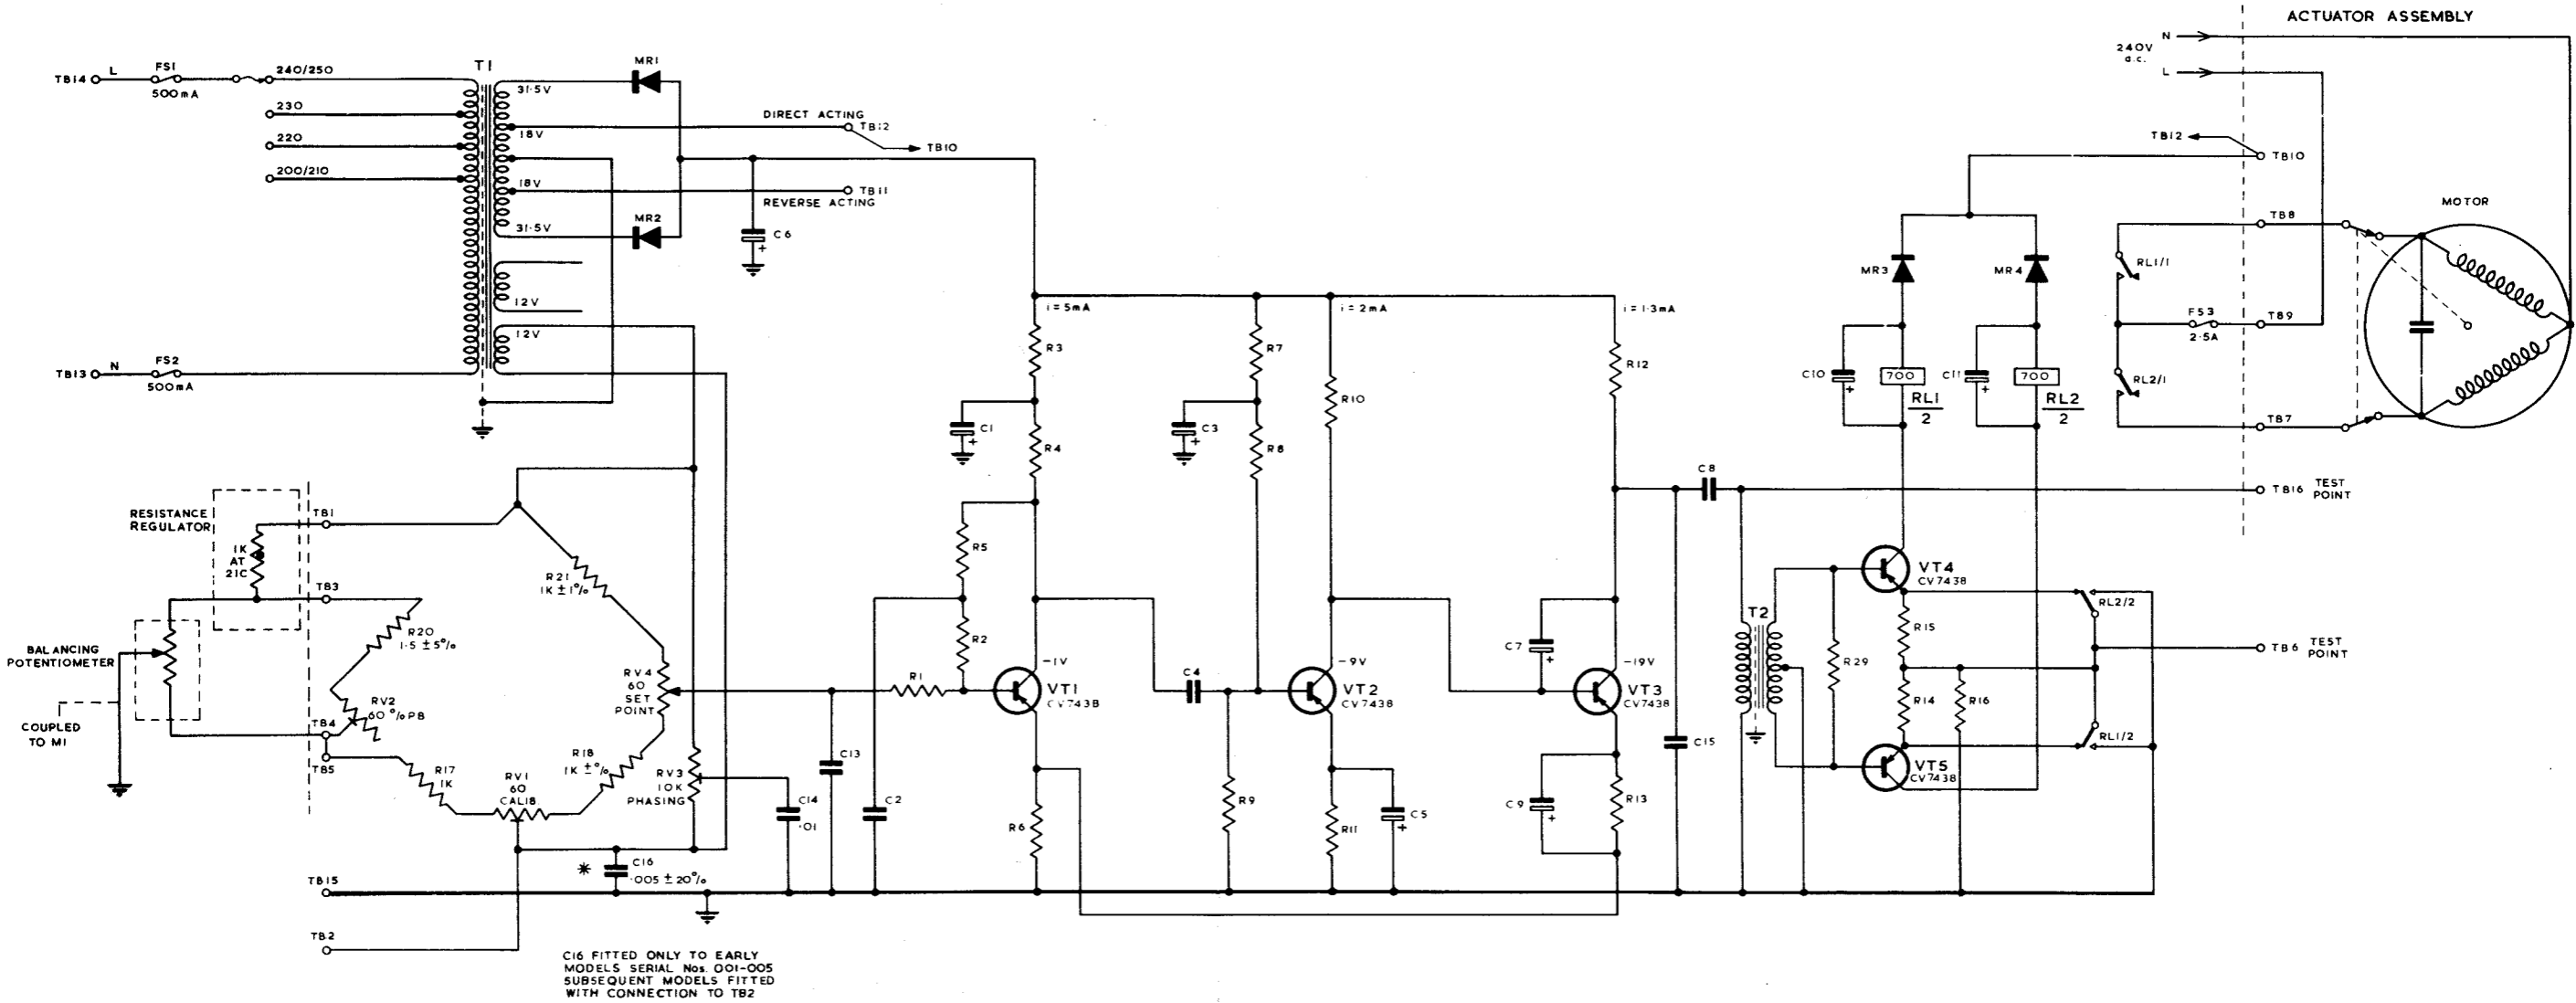 ACTUATOR ASSEMBLY
N
240V
a.c.
L
TB14
L
FS1
500mA
240/250
230
220
200/210
TB13
N
FS2
500mA
T1
31·5V
18V
18V
31·5V
12V
12V
MR1
MR2
DIRECT ACTING
TB12
TB10
TB11
REVERSE ACTING
C6
+
i = 5mA
i = 2mA
i = 1·3mA
R3
C1
+
R4
R5
R2
R1
-1V
VT1
CV7438
R6
C2
C13
R7
C3
+
R8
C4
R9
R10
-9V
VT2
CV7438
R11
C5
+
R12
C7
+
-19V
VT3
CV7438
C9
+
R13
C8
C15
T2
R29
MR3
MR4
C10
+
700
RL1
2
C11
+
700
RL2
2
TB12
TB10
TB8
RL1/1
FS3
2·5A
TB9
RL2/1
TB7
MOTOR
TB16
TEST
POINT
VT4
CV7438
R15
R14
R16
VT5
CV7438
RL2/2
RL1/2
TB6
TEST
POINT
RESISTANCE
REGULATOR
1K
AT
21C
TB1
TB3
BALANCING
POTENTIOMETER
COUPLED
TO M1
R20
1·5 ±5%
RV2
60 %PB
TB4
TB5
R17
1K
RV1
60
CALIB
R18
1K ±%
R21
1K ±1%
RV4
60
SET
POINT
RV3
10K
PHASING
C14
·01
*
C16
·005 ±20%
TB15
TB2
C16 FITTED ONLY TO EARLY
MODELS SERIAL Nos. 001-005
SUBSEQUENT MODELS FITTED
WITH CONNECTION TO TB2